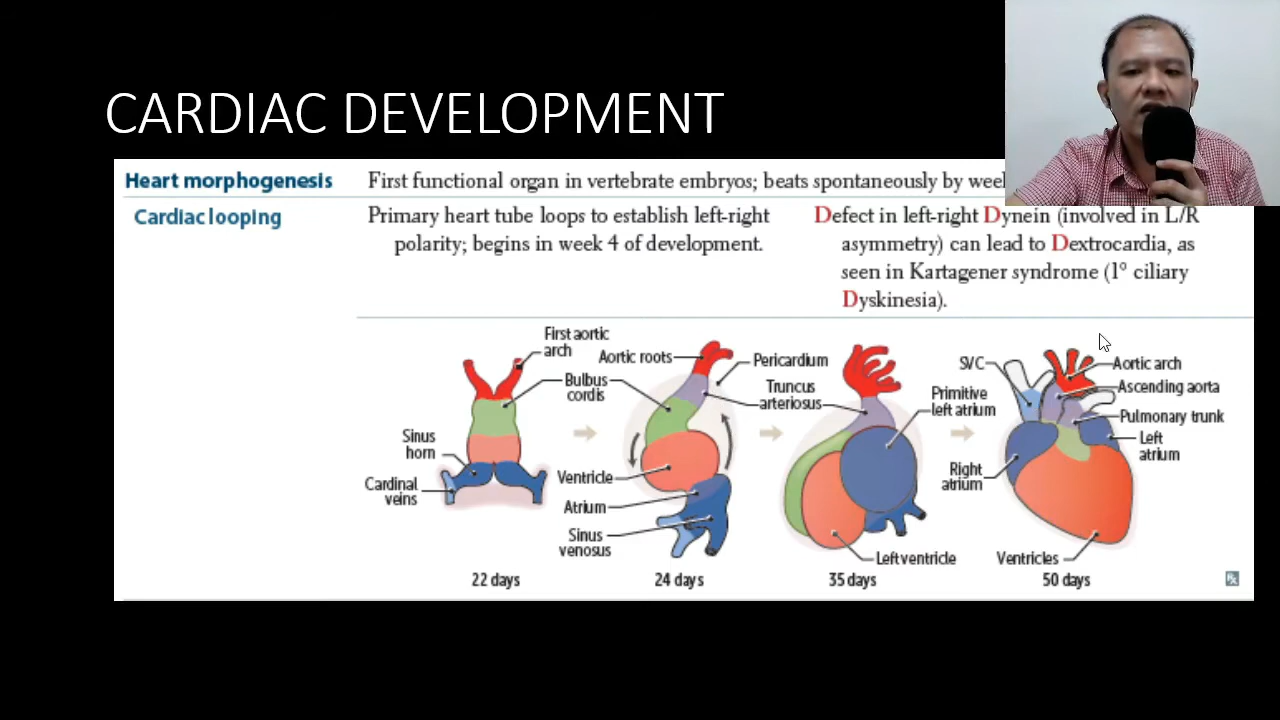 CARDIAC DEVELOPMENT
Heart morphogenesis
First functional organ in vertebrate embryos; beats spontaneously by
Cardiac looping
Primary heart tube loops to establish left-right
polarity; begins in week 4 of development.
Defect in left-right Dynein (involved in L/R
asymmetry) can lead to Dextrocardia, as
seen in Kartagener syndrome (1° ciliary
Dyskinesia).
First aortic
arch
Bulbus
cordis
Sinus
horn
Cardinal
veins
22 days
Aortic roots
Pericardium
Truncus
arteriosus
Ventricle
Atrium
Sinus
venosus
24 days
Primitive
left atrium
Left ventricle
35 days
SVC
Aortic arch
Ascending aorta
Pulmonary trunk
Left
atrium
Right
atrium
Ventricles
50 days